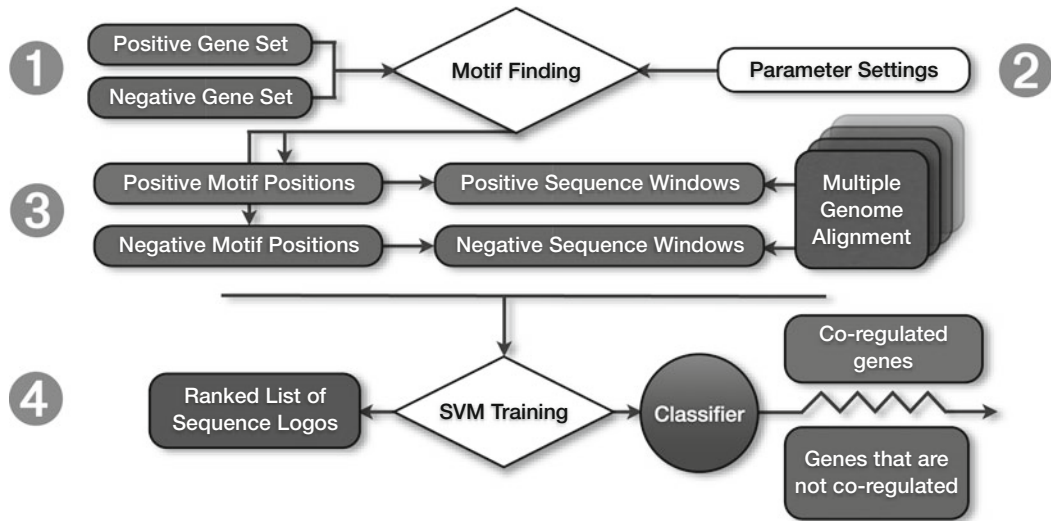 1
Positive Gene Set
Negative Gene Set
Motif Finding
Parameter Settings
2
3
Positive Motif Positions
Positive Sequence Windows
Negative Motif Positions
Negative Sequence Windows
Multiple
Genome
Alignment
4
Ranked List of
Sequence Logos
SVM Training
Classifier
Co-regulated
genes
Genes that are
not co-regulated